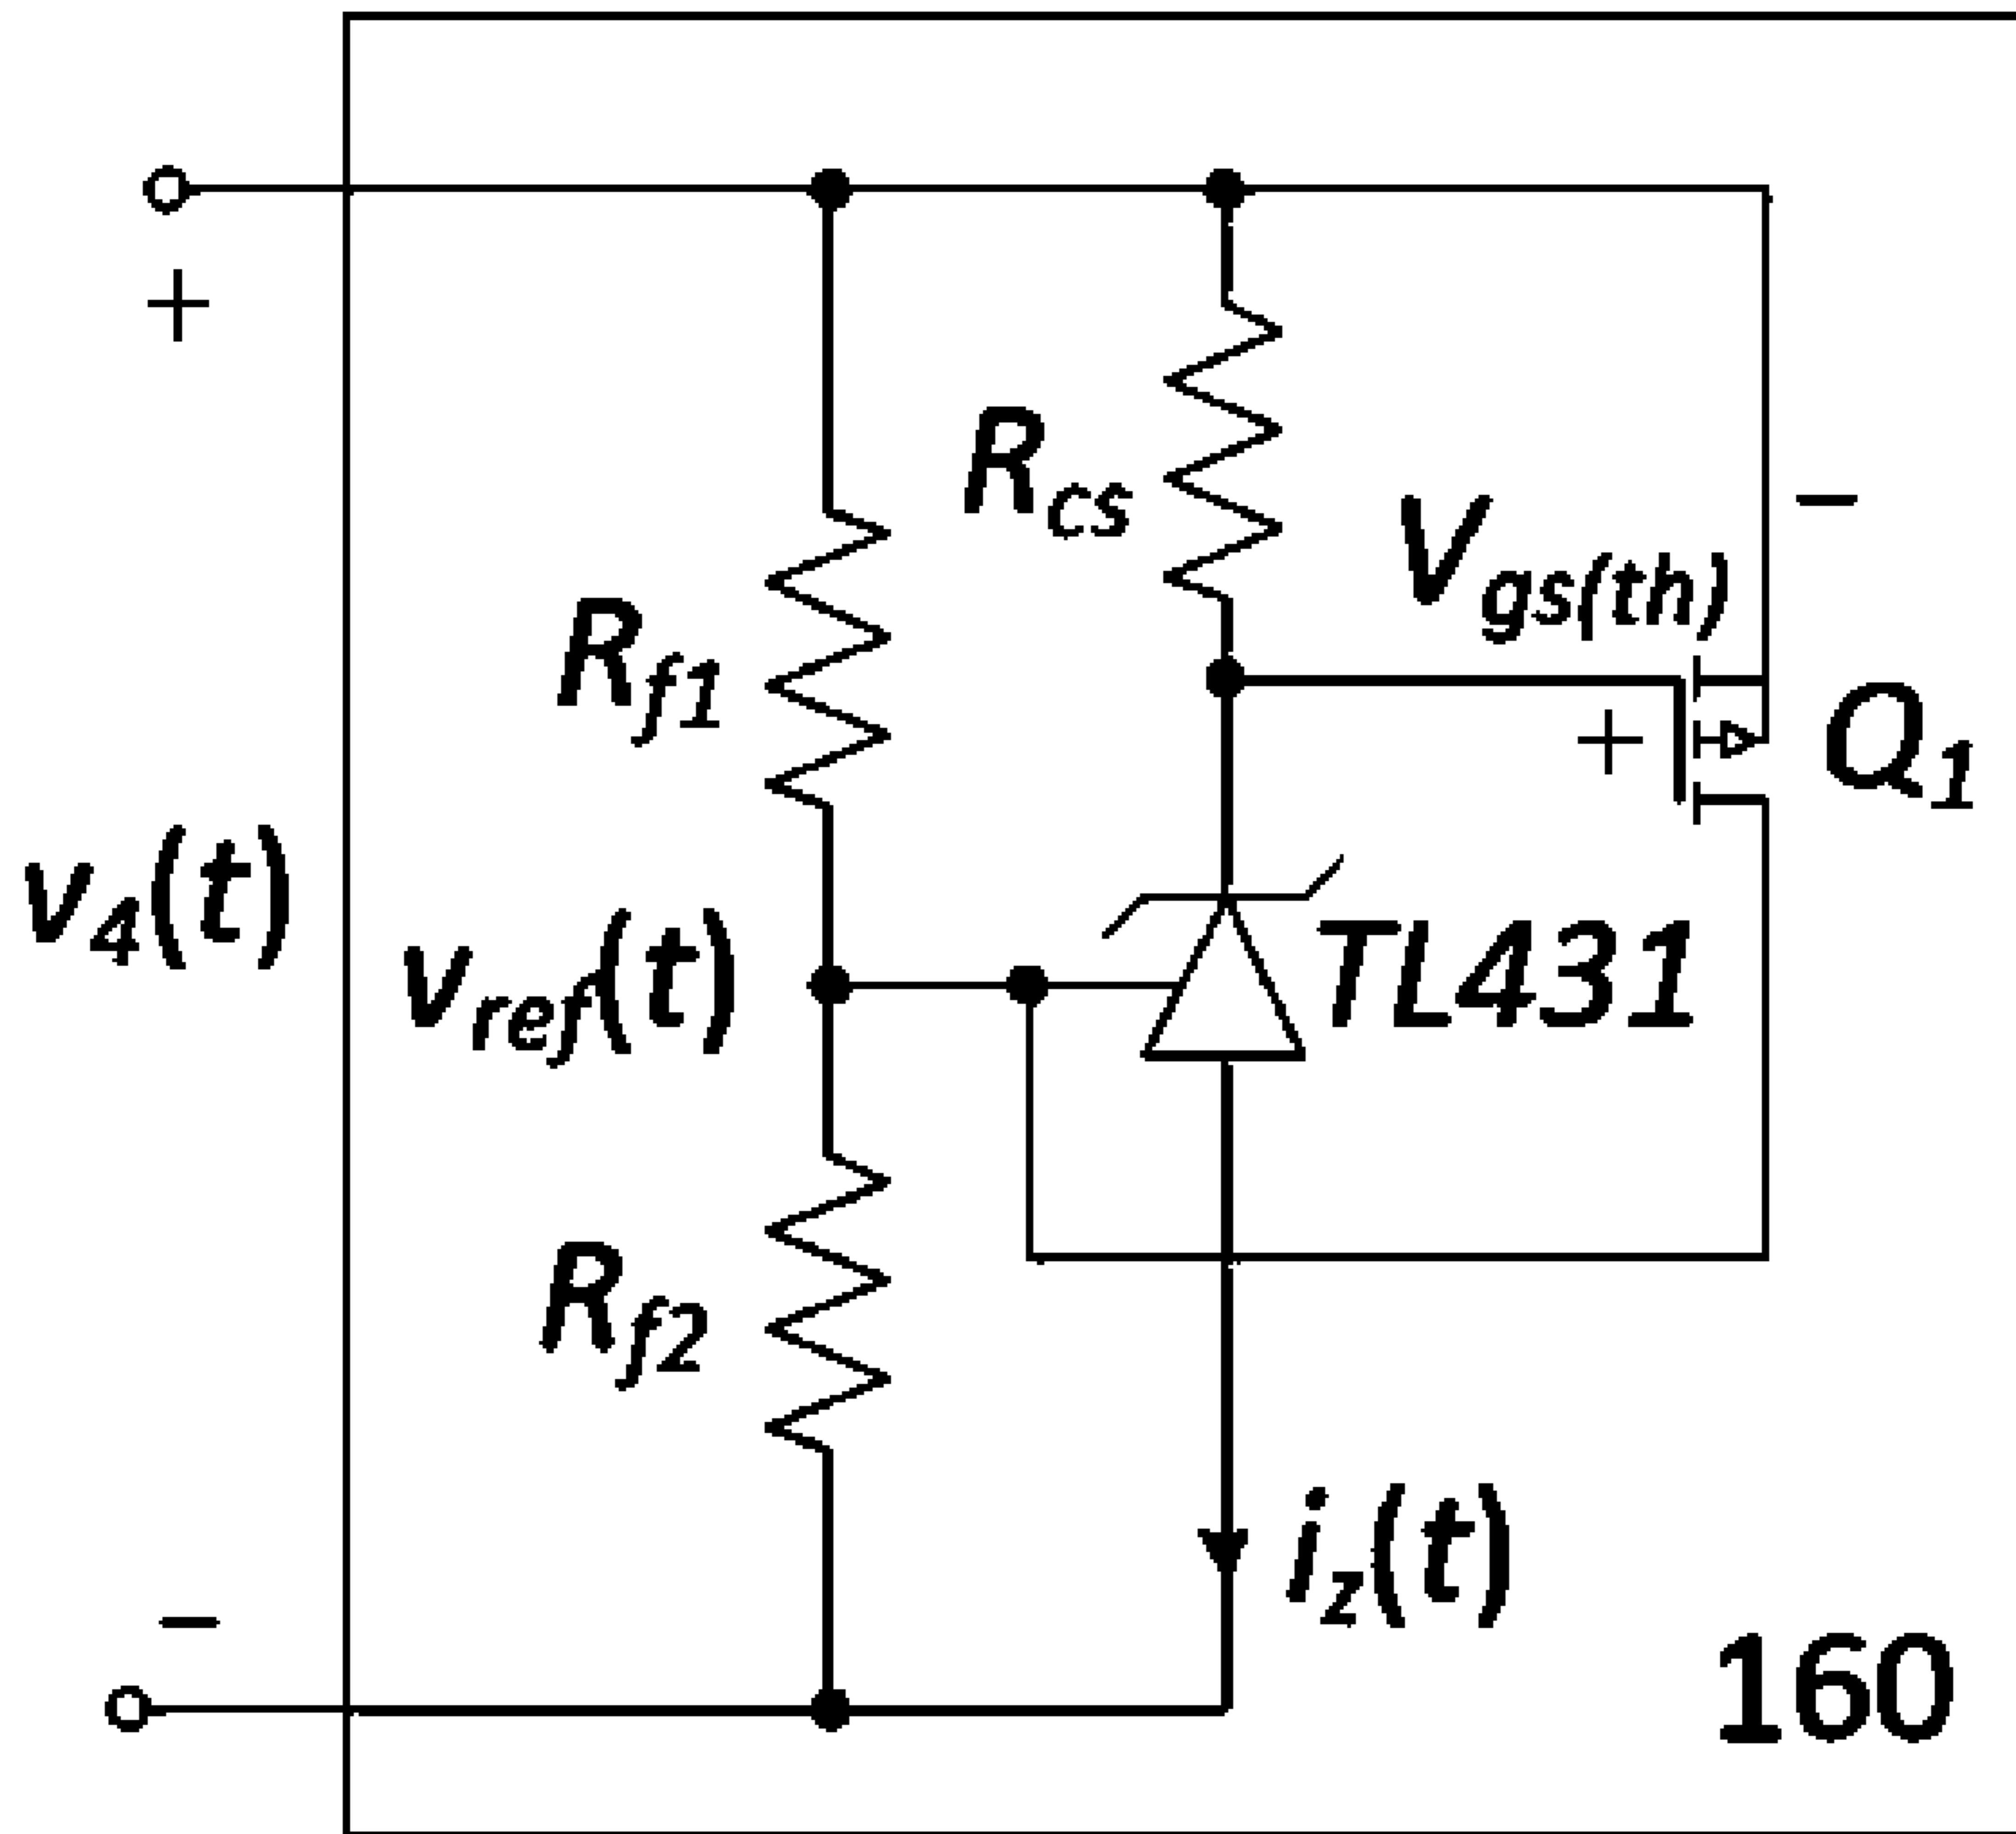 +
R_cs
V_gs(th)
−
R_f1
+
Q_1
v_4(t)
v_ref(t)
TL431
R_f2
i_z(t)
−
160